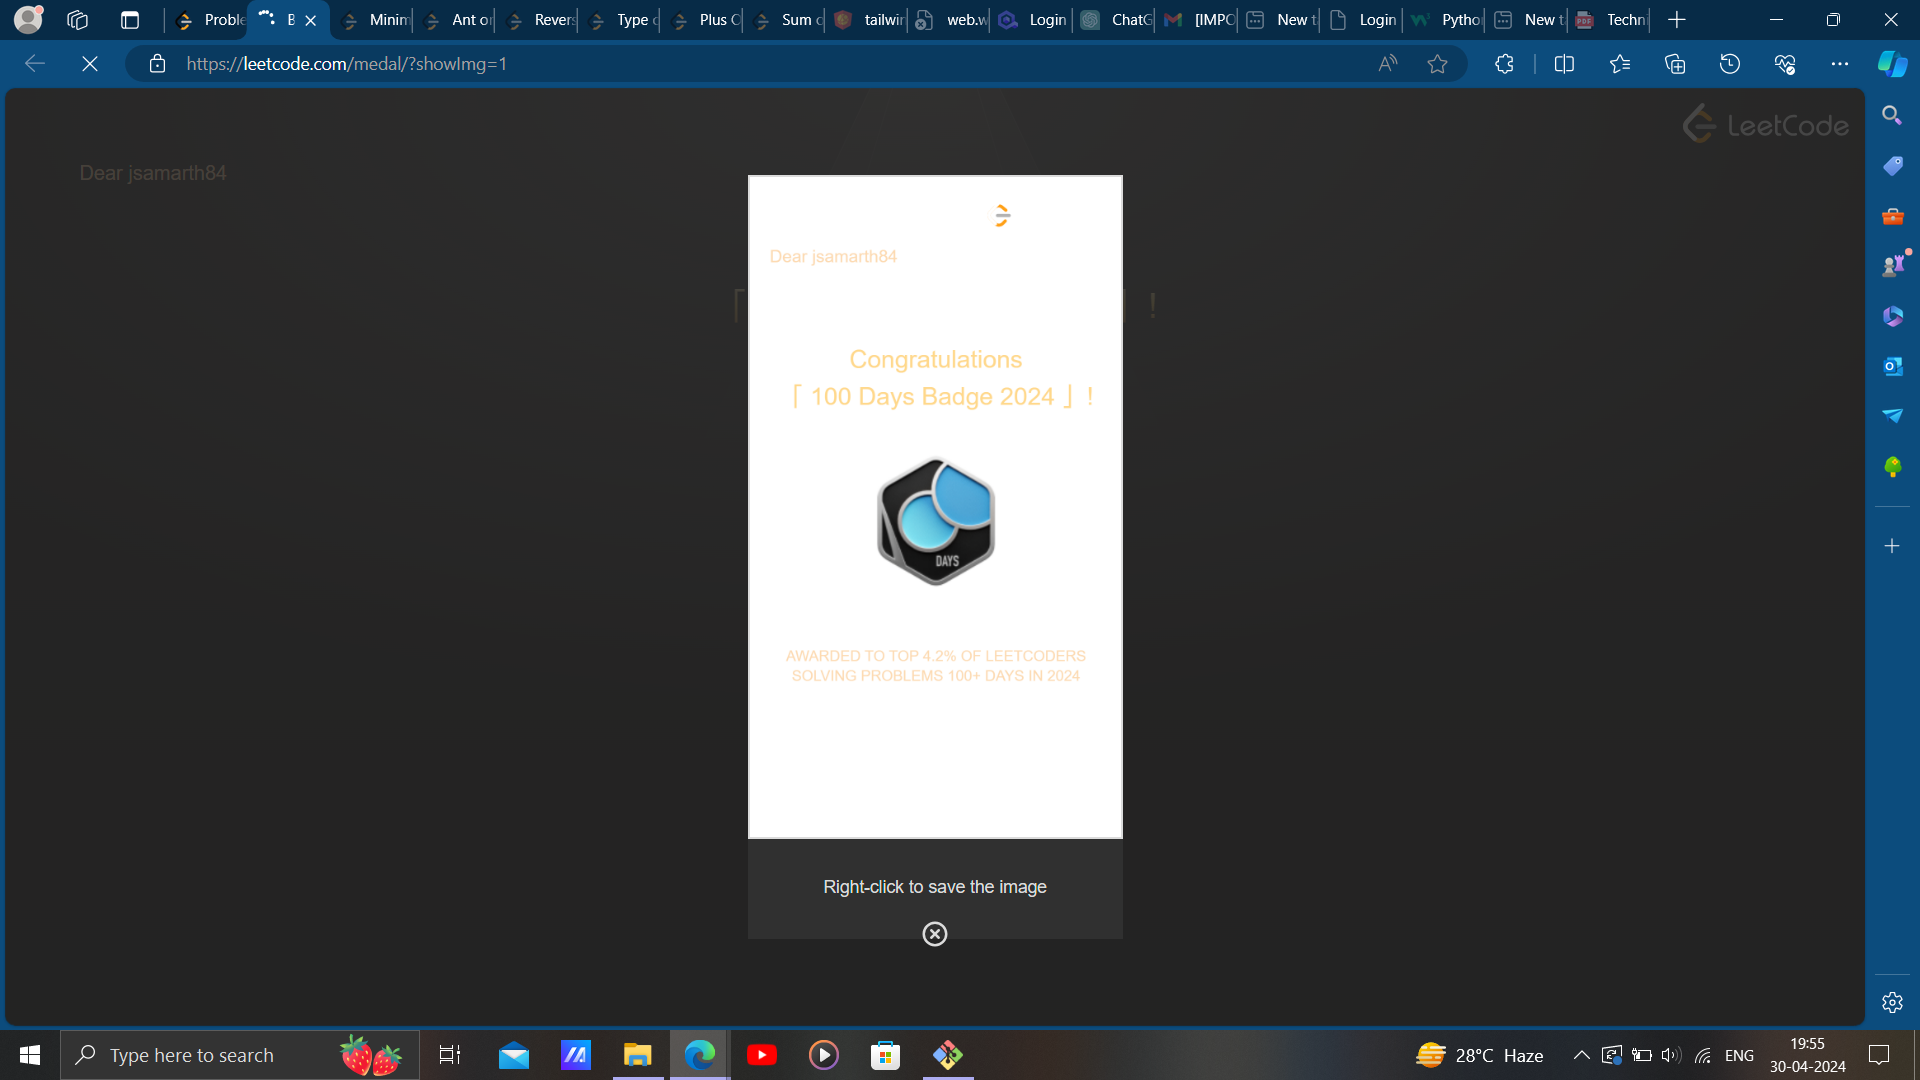 Proble
B
Minim
Ant o
Revers
Type o
Plus O
Sum o
tailwin
web.w
Login
ChatG
[IMPO
New t
Login
Pytho
New t
Techni
https://leetcode.com/medal/?showImg=1
LeetCode
Dear jsamarth84
Dear jsamarth84
「 」!
Congratulations
「 100 Days Badge 2024 」!
DAYS
AWARDED TO TOP 4.2% OF LEETCODERS
SOLVING PROBLEMS 100+ DAYS IN 2024
Right-click to save the image
Type here to search
28°C Haze
ENG
19:55
30-04-2024